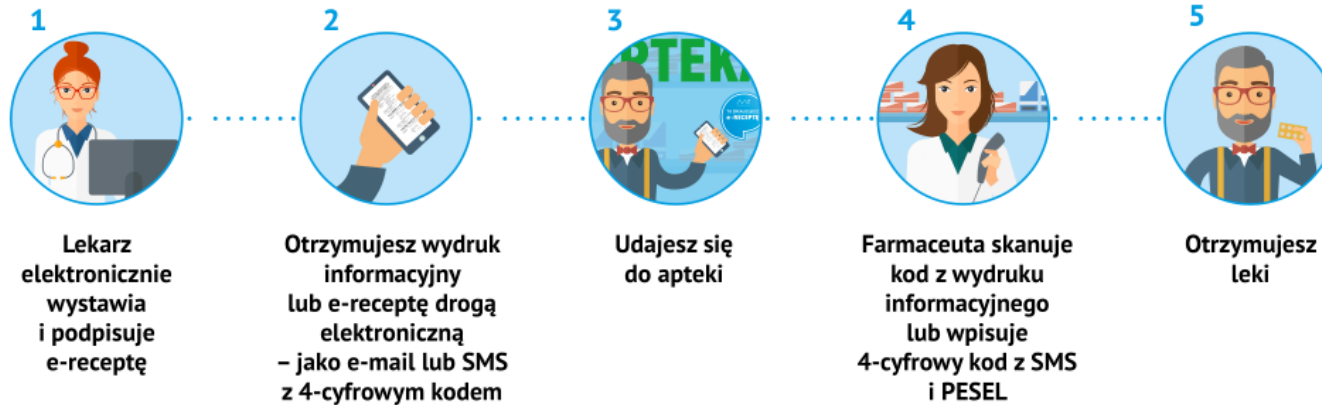 1
Lekarz
elektronicznie
wystawia
i podpisuje
e-receptę
2
Otrzymujesz wydruk
informacyjny
lub e-receptę drogą
elektroniczną
– jako e-mail lub SMS
z 4-cyfrowym kodem
3
PTEKA
e-RECEPTĘ
Udajesz się
do apteki
4
Farmaceuta skanuje
kod z wydruku
informacyjnego
lub wpisuje
4-cyfrowy kod z SMS
i PESEL
5
Otrzymujesz
leki